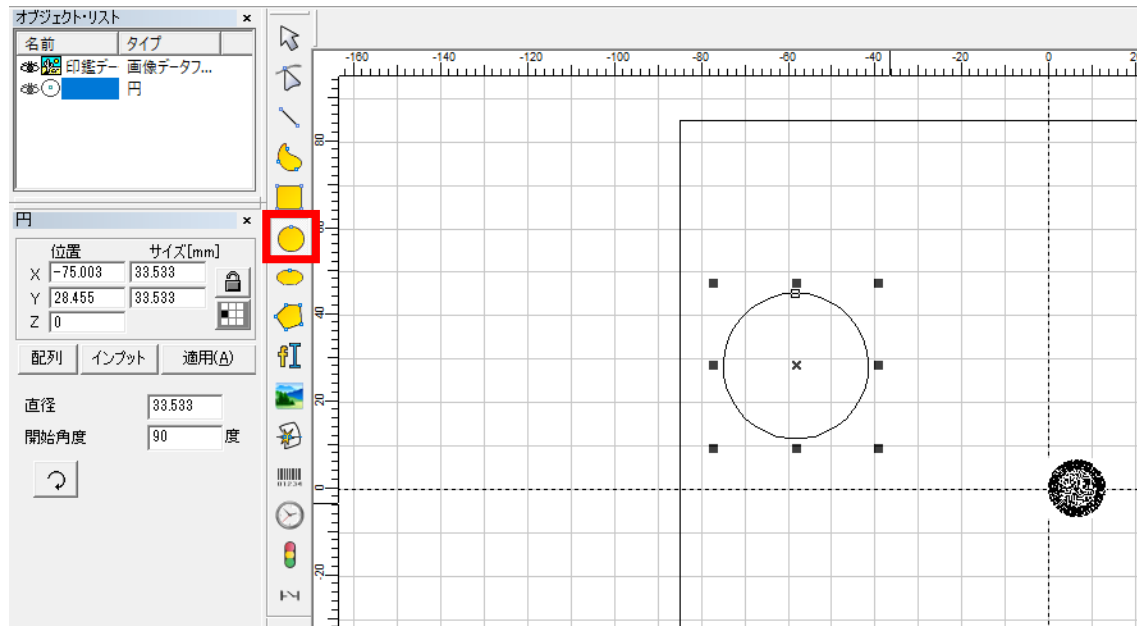 オブジェクト・リスト ×
名前 タイプ
印鑑デー 画像データフ...
円
円 ×
位置 サイズ[mm]
X -75.003 33.533
Y 28.455 33.533
Z 0
配列 インプット 適用(A)
直径 33.533
開始角度 90 度
f
01234
-160 -140 -120 -100 -80 -60 -40 -20 0
80
40
20
0
-20